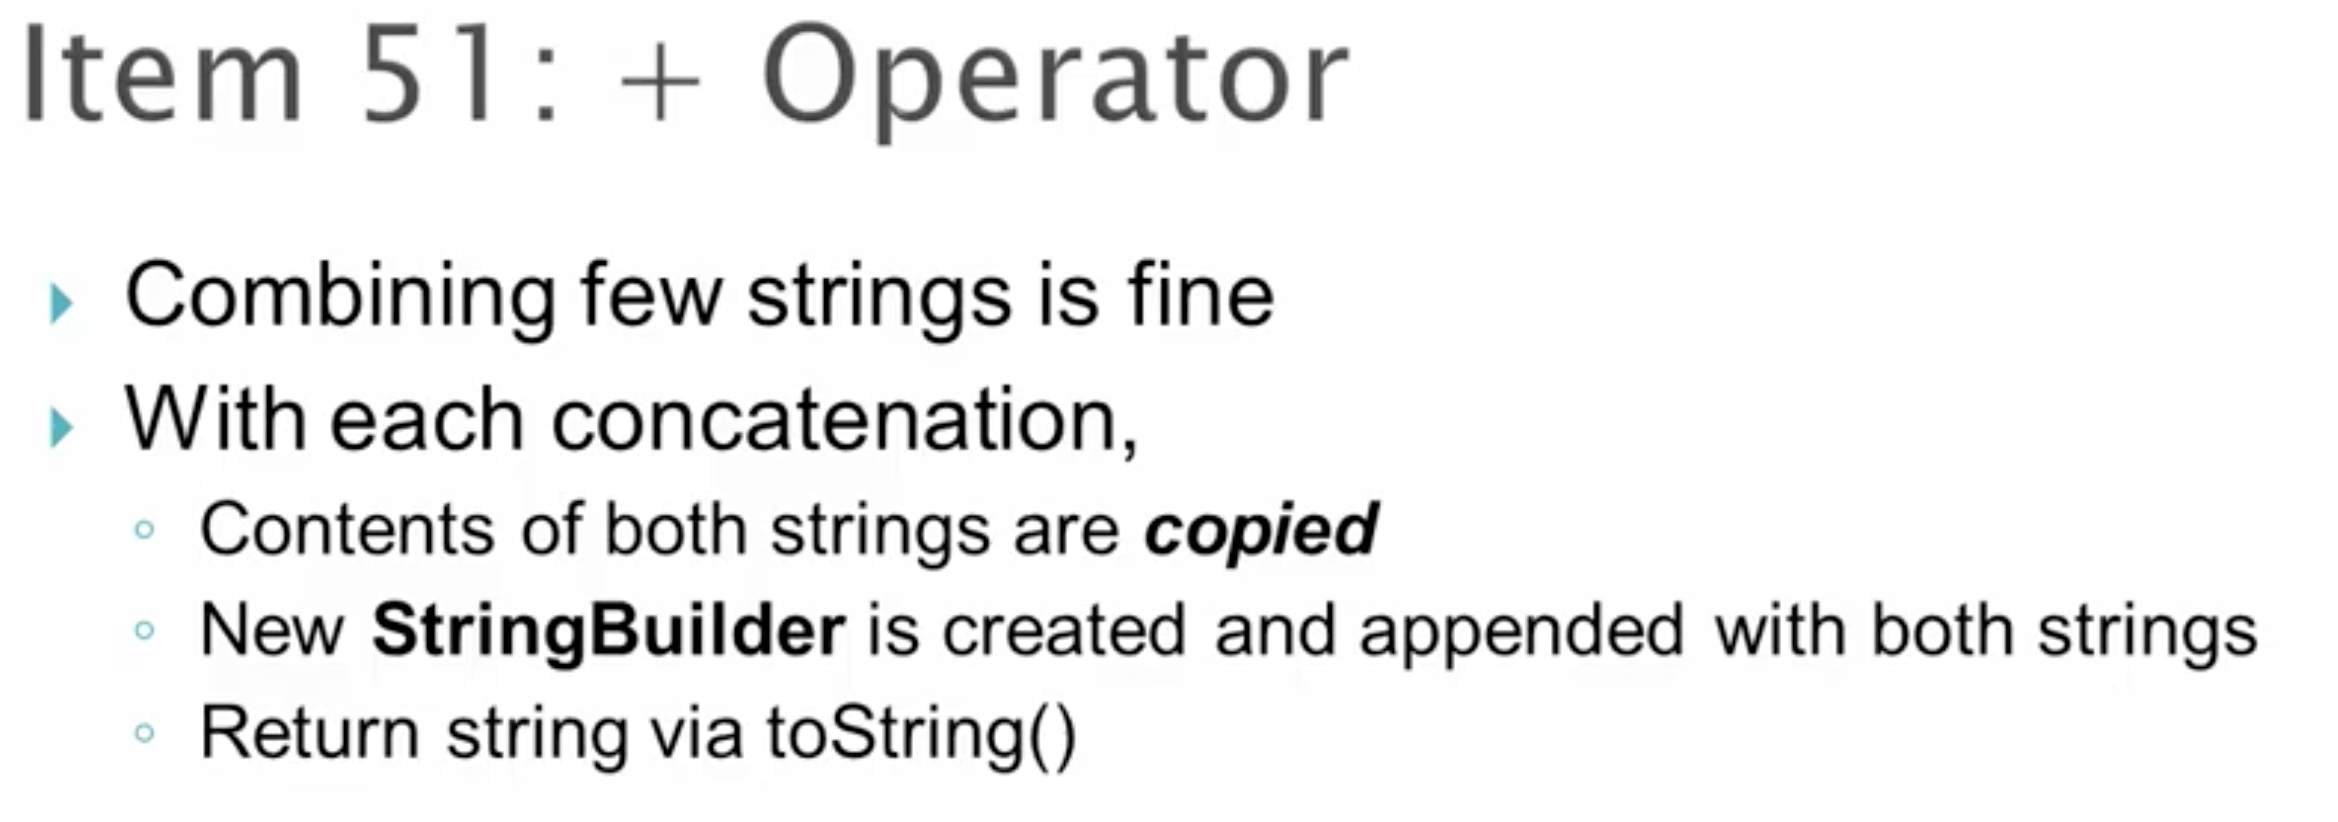 Item 51: + Operator
Combining few strings is fine
With each concatenation,
Contents of both strings are copied
New StringBuilder is created and appended with both strings
Return string via toString()